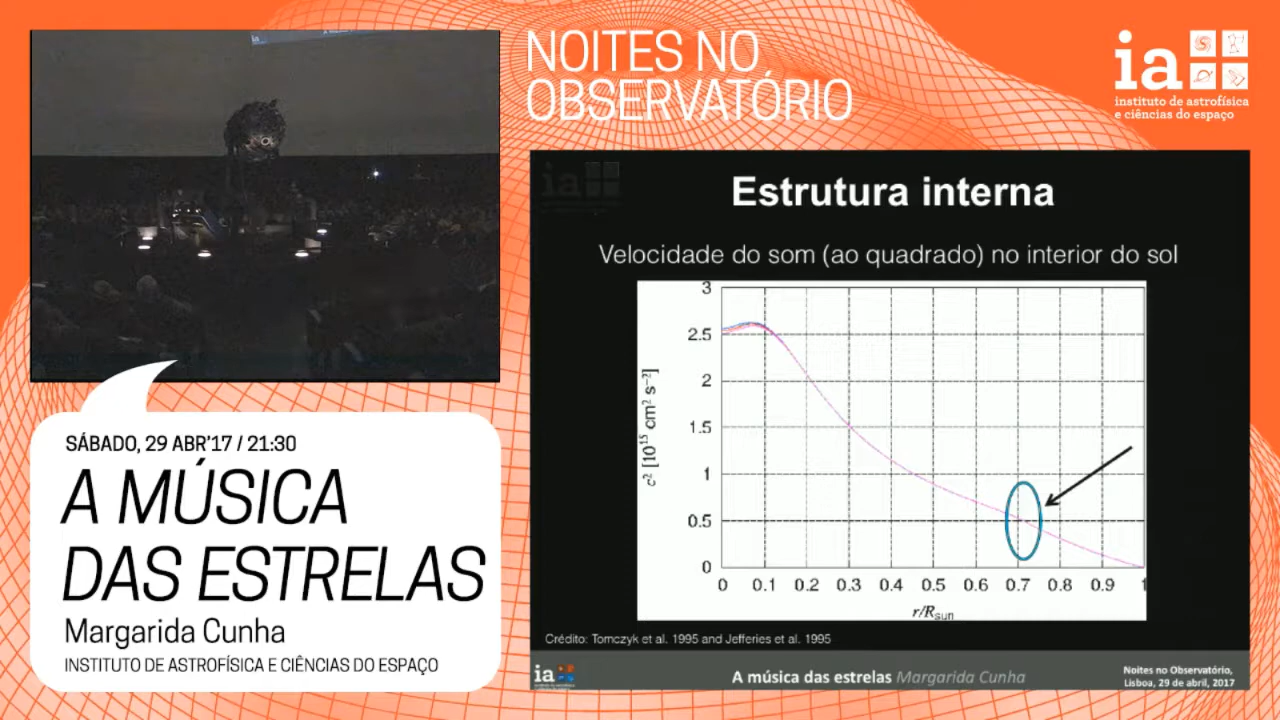 NOITES NO
OBSERVATÓRIO
ia
instituto de astrofísica
e ciências do espaço
SÁBADO, 29 ABR'17 / 21:30
A MÚSICA
DAS ESTRELAS
Margarida Cunha
INSTITUTO DE ASTROFÍSICA E CIÊNCIAS DO ESPAÇO
ia
Estrutura interna
Velocidade do som (ao quadrado) no interior do sol
3
2.5
2
1.5
1
0.5
0
c² [10¹⁵ cm² s⁻²]
0 0.1 0.2 0.3 0.4 0.5 0.6 0.7 0.8 0.9 1
r/Rsun
Crédito: Tomczyk et al. 1995 and Jefferies et al. 1995
ia
A música das estrelas Margarida Cunha
Noites no Observatório,
Lisboa, 29 de abril, 2017